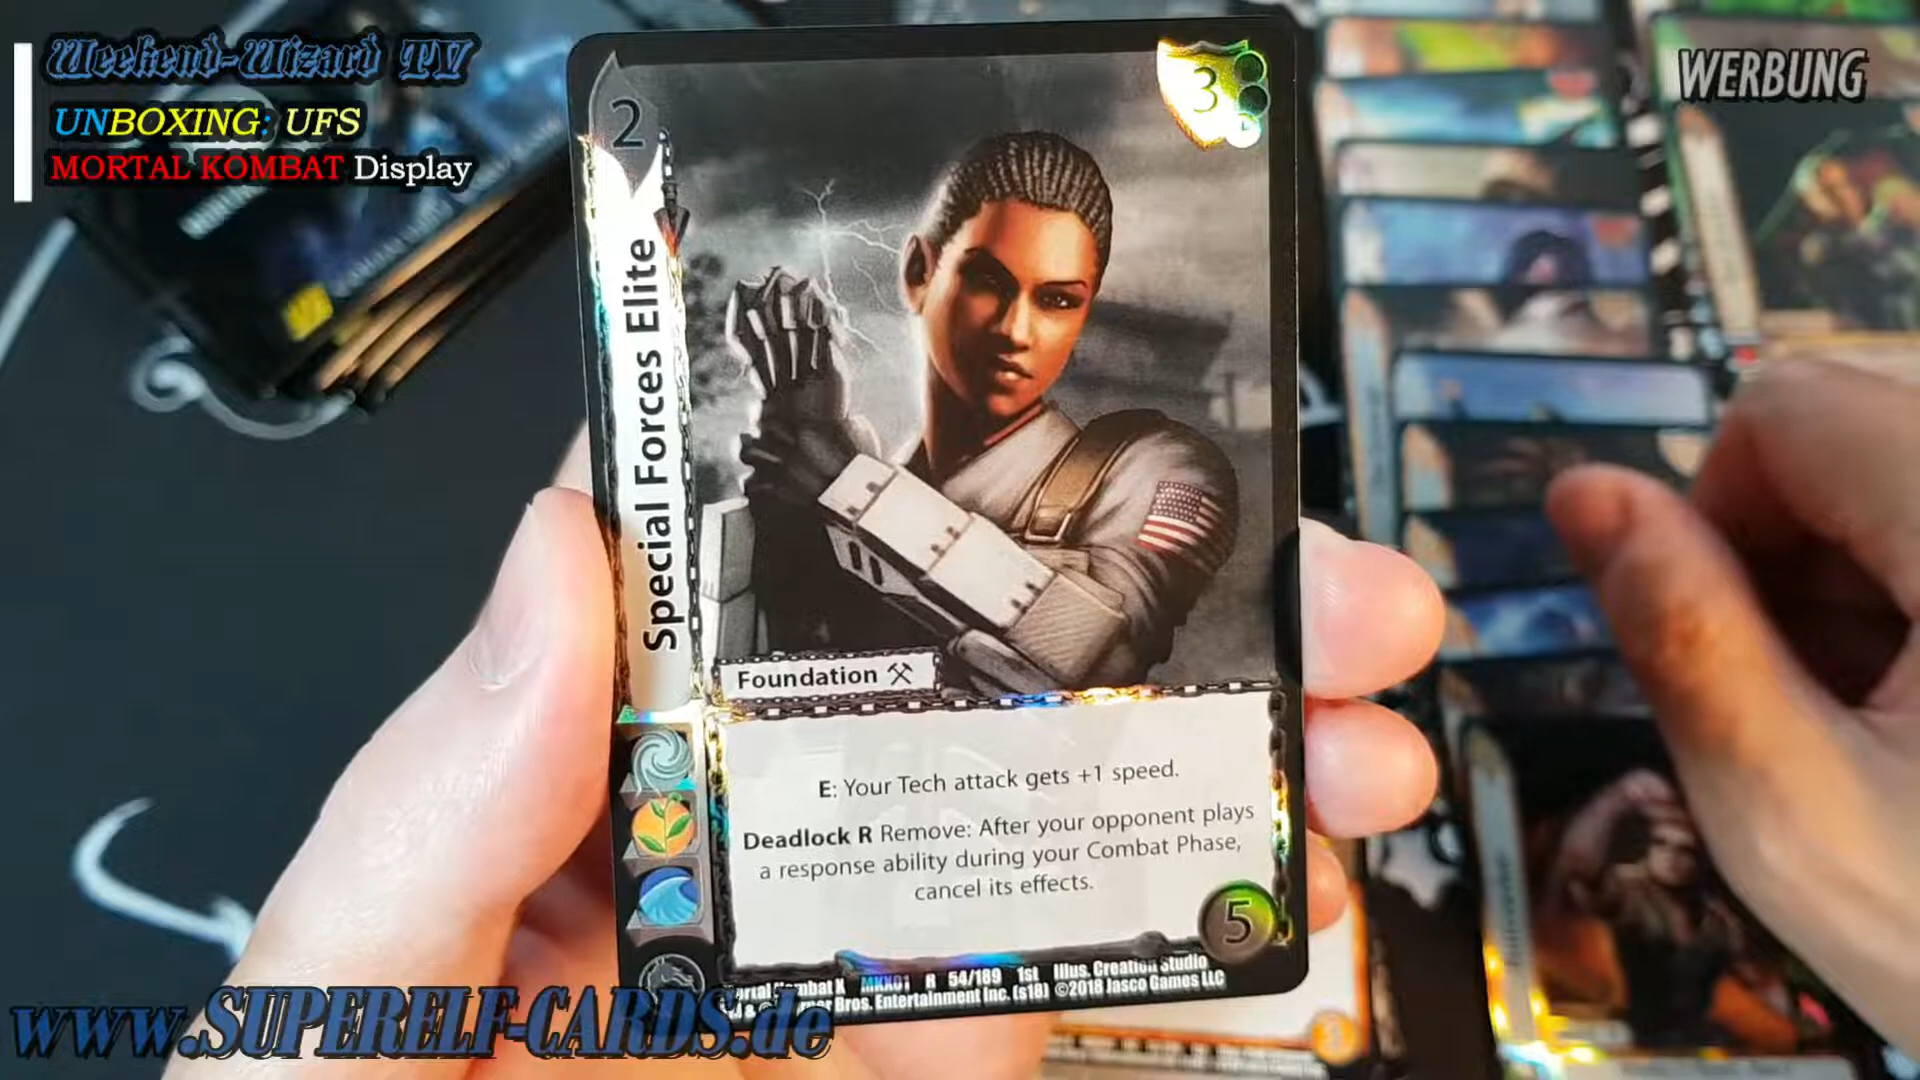 Weekend-Wizard TV
UNBOXING: UFS
MORTAL KOMBAT Display
WERBUNG
2
3
Special Forces Elite
Foundation
E: Your Tech attack gets +1 speed.
Deadlock R Remove: After your opponent plays
a response ability during your Combat Phase,
cancel its effects.
5
Kombat X MKX01 R 54/189 1st Illus. Creation Studio
Bros. Entertainment Inc. (s18) ©2018 Jasco Games LLC
www.SUPERELF-CARDS.de